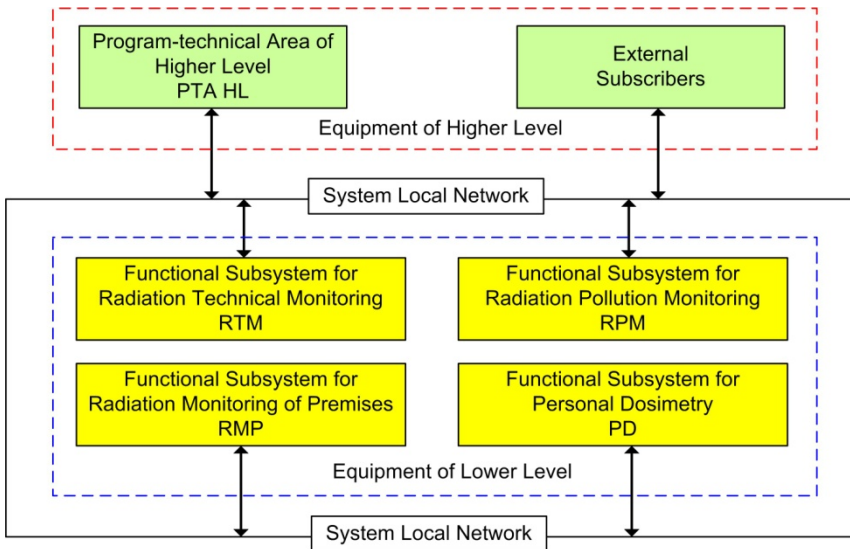 Program-technical Area of
Higher Level
PTA HL
External
Subscribers
Equipment of Higher Level
System Local Network
Functional Subsystem for
Radiation Technical Monitoring
RTM
Functional Subsystem for
Radiation Pollution Monitoring
RPM
Functional Subsystem for
Radiation Monitoring of Premises
RMP
Functional Subsystem for
Personal Dosimetry
PD
Equipment of Lower Level
System Local Network